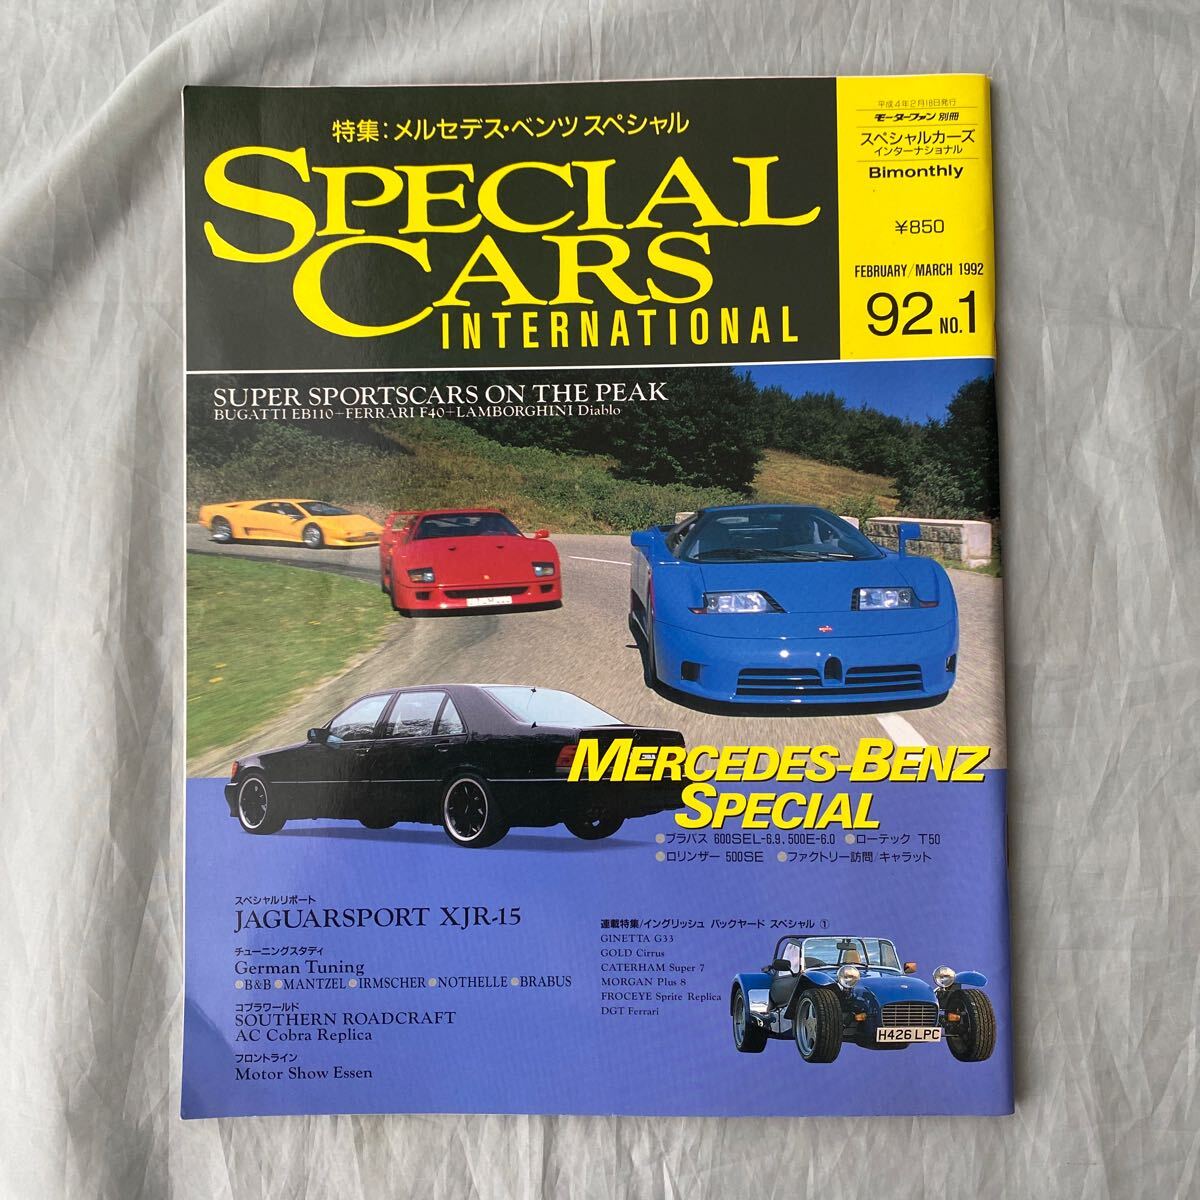 特集:メルセデス・ベンツ スペシャル
SPECIAL
CARS
INTERNATIONAL
平成4年2月18日発行
モーターファン 別冊
スペシャルカーズ
インターナショナル
Bimonthly
¥850
FEBRUARY/MARCH 1992
92 NO.1
SUPER SPORTSCARS ON THE PEAK
BUGATTI EB110+FERRARI F40+LAMBORGHINI Diablo
MERCEDES-BENZ
SPECIAL
●ブラバス 600SEL-6.9. 500E-6.0 ●ローテック T50
●ロリンザー 500SE ●ファクトリー訪問/キャラット
スペシャルリポート
JAGUARSPORT XJR-15
チューニングスタディ
German Tuning
●B&B●MANTZEL●IRMSCHER●NOTHELLE●BRABUS
コブラワールド
SOUTHERN ROADCRAFT
AC Cobra Replica
フロントライン
Motor Show Essen
連載特集/イングリッシュ バックヤード スペシャル ①
GINETTA G33
GOLD Cirrus
CATERHAM Super 7
MORGAN Plus 8
FROCEYE Sprite Replica
DGT Ferrari
H426 LPC